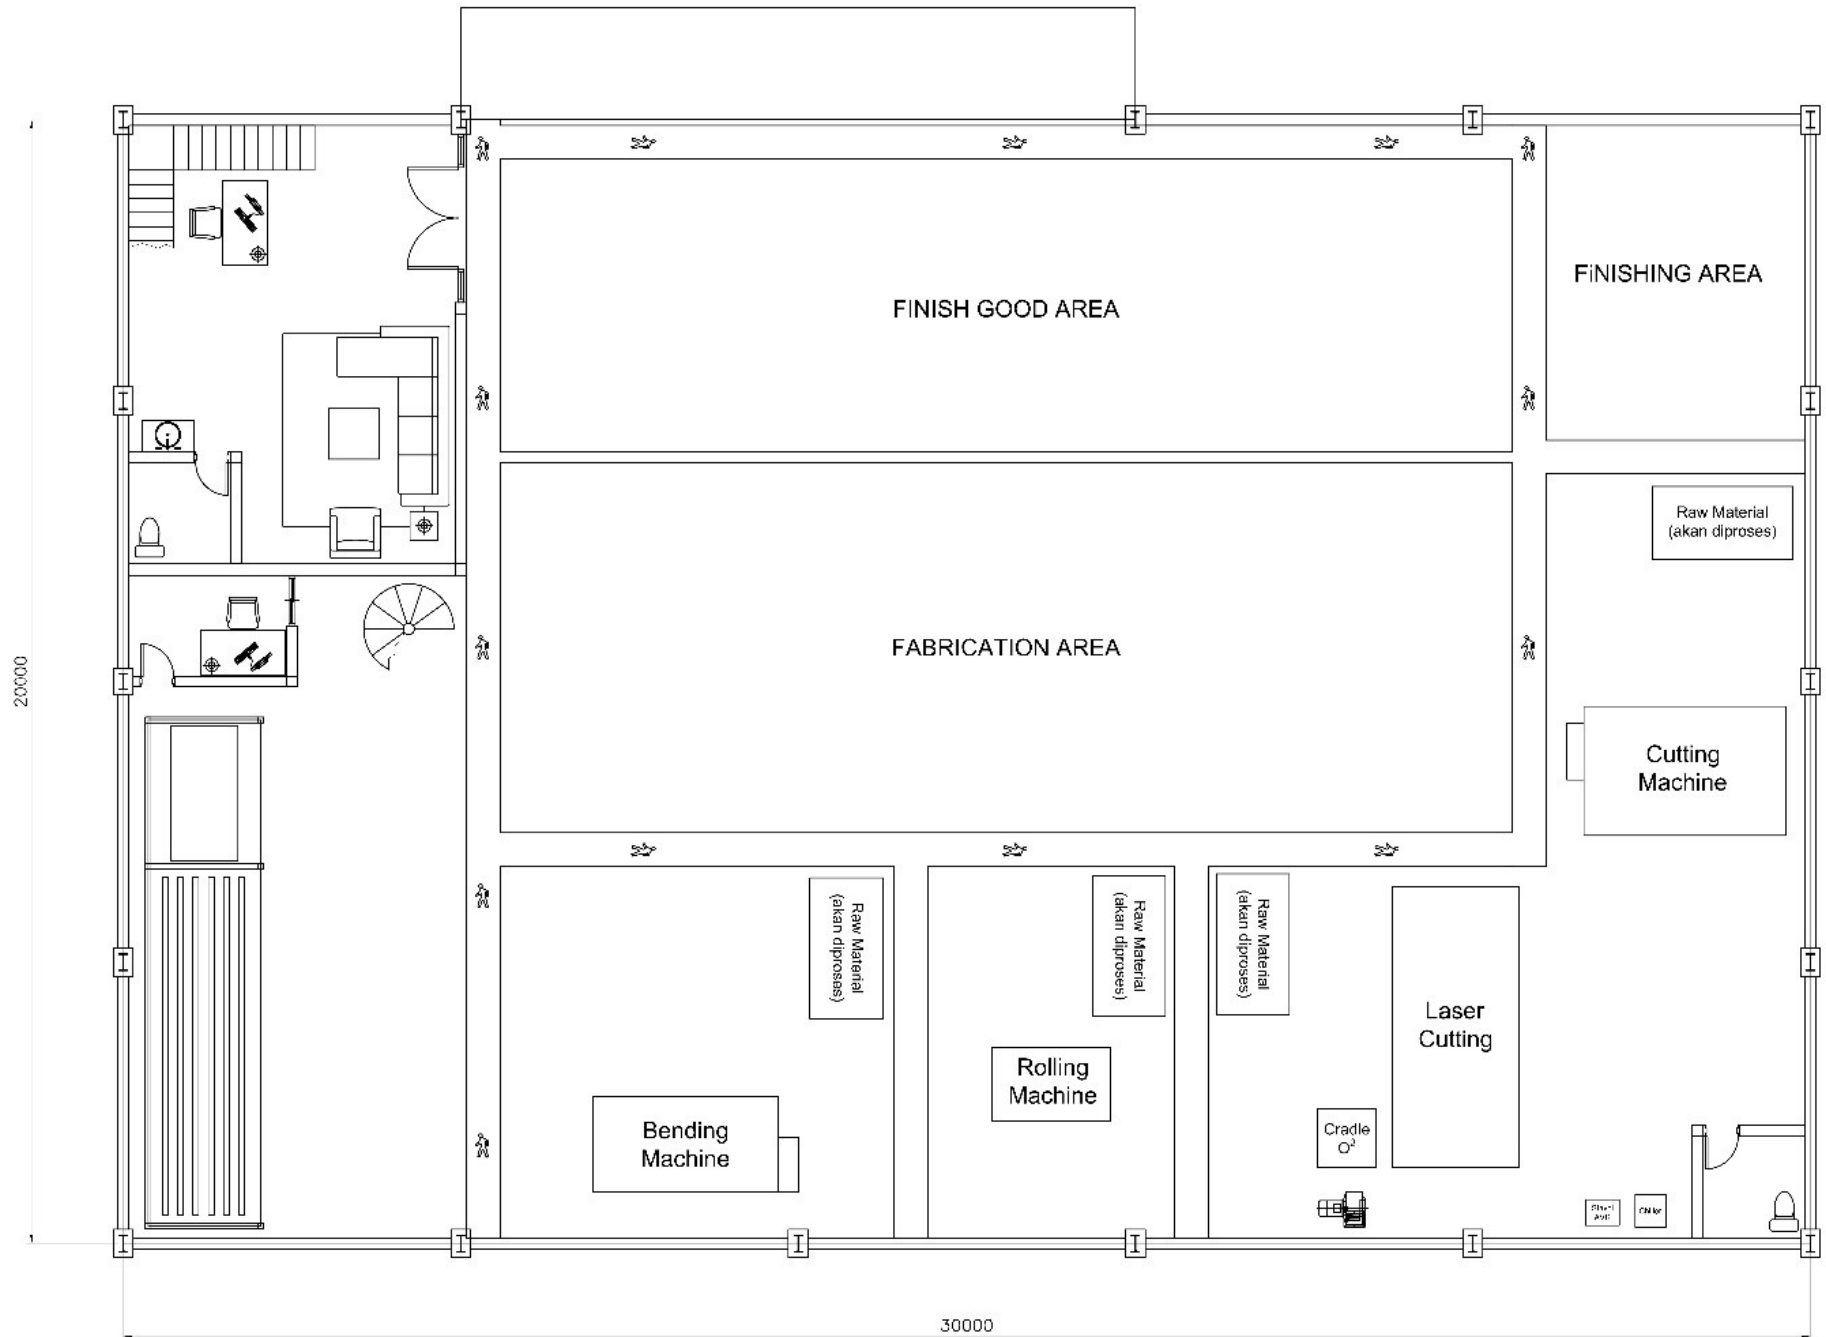 FINISH GOOD AREA
FiNISHING AREA
Raw Material
(akan diproses)
FABRICATION AREA
20000
Cutting
Machine
Raw Material
(akan diproses)
Raw Material
(akan diproses)
Raw Material
(akan diproses)
Laser
Cutting
Rolling
Machine
Bending
Machine
Cradle
O²
30000